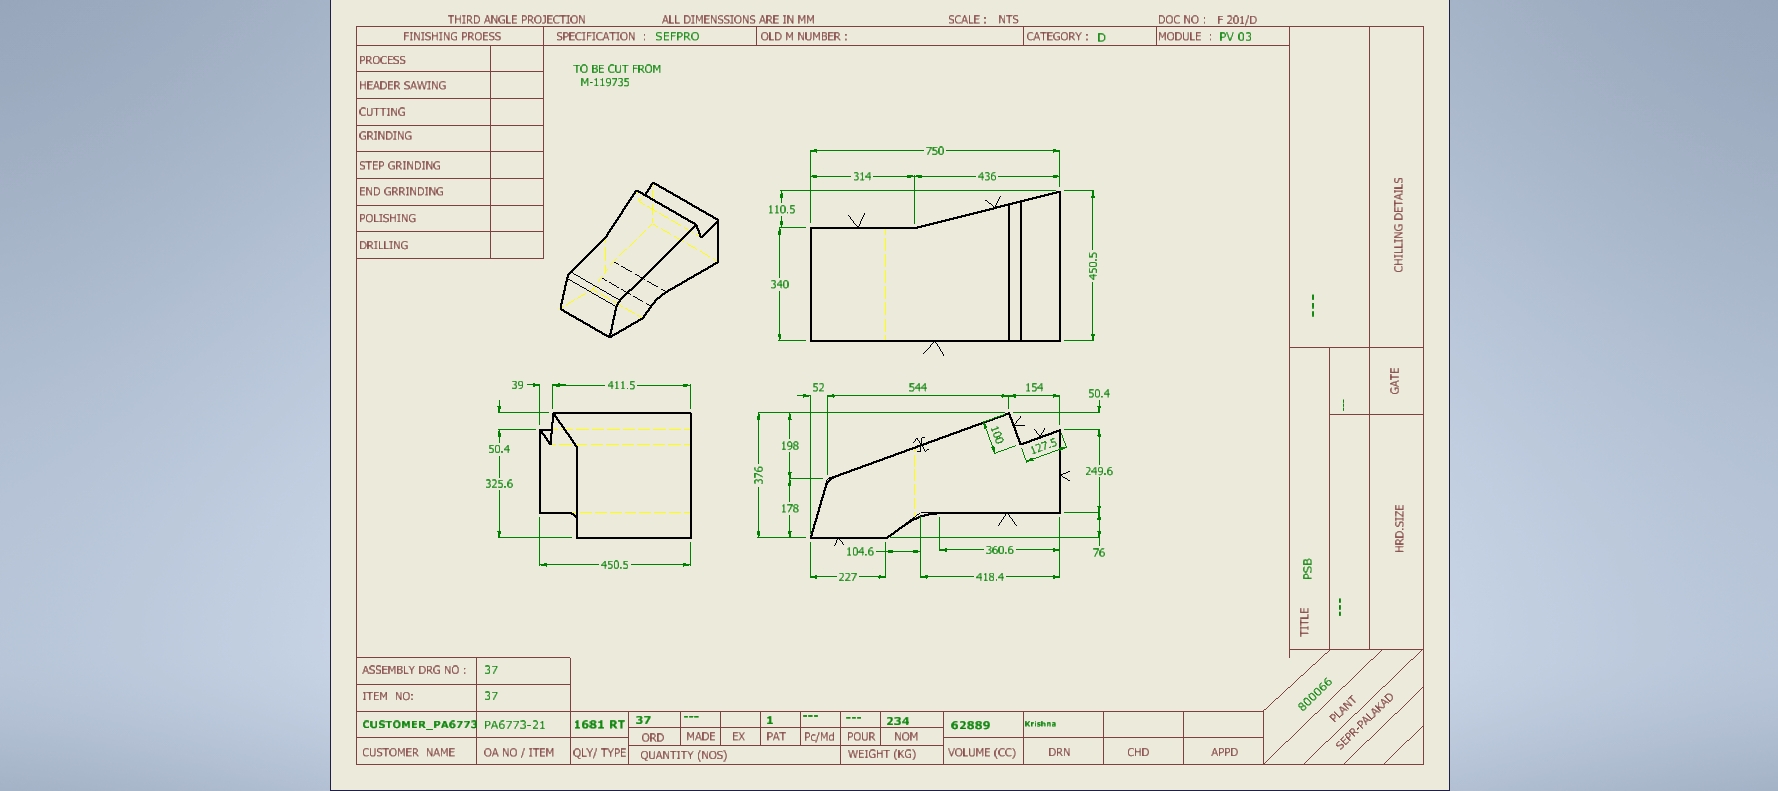 THIRD ANGLE PROJECTION ALL DIMENSSIONS ARE IN MM SCALE : NTS DOC NO : F 201/D
FINISHING PROESS SPECIFICATION : SEFPRO OLD M NUMBER : CATEGORY : D MODULE : PV 03
PROCESS
HEADER SAWING
CUTTING
GRINDING
STEP GRINDING
END GRRINDING
POLISHING
DRILLING
TO BE CUT FROM
M-119735
750
314 436
110.5
340
450.5
39 411.5
50.4
325.6
450.5
52 544 154
50.4
198
376
178
100
127.5
249.6
76
104.6 360.6
227 418.4
CHILLING DETAILS
---
GATE
---
HRD.SIZE
---
TITLE PSB
800066
PLANT
SEPR-PALAKAD
ASSEMBLY DRG NO : 37
ITEM NO: 37
CUSTOMER_PA6773 PA6773-21 1681 RT 37 --- 1 --- --- 234 62889 Krishna
ORD MADE EX PAT Pc/Md POUR NOM
CUSTOMER NAME OA NO / ITEM QLY/ TYPE QUANTITY (NOS) WEIGHT (KG) VOLUME (CC) DRN CHD APPD